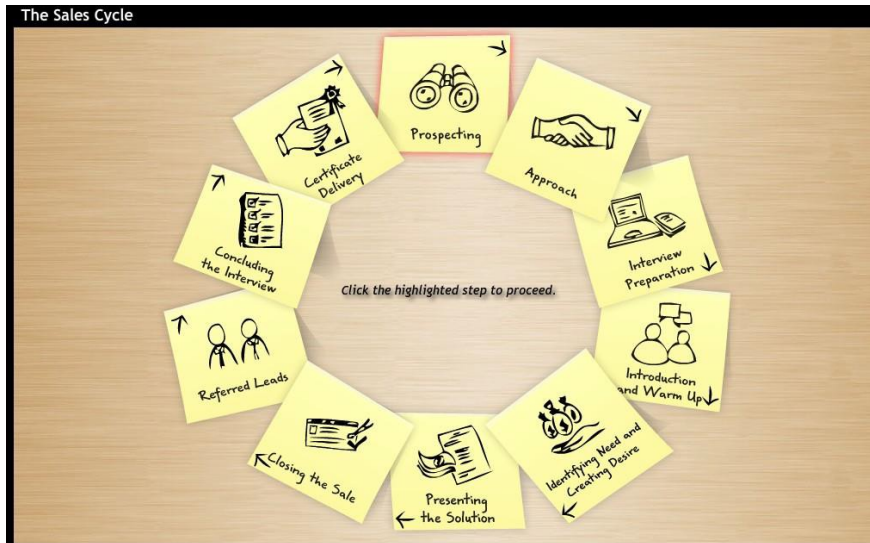 The Sales Cycle
Prospecting
Approach
Interview
Preparation
Introduction
and Warm Up
Identifying Need and
Creating Desire
Presenting
the Solution
Closing the Sale
Referred Leads
Concluding
the Interview
Certificate
Delivery
Click the highlighted step to proceed.